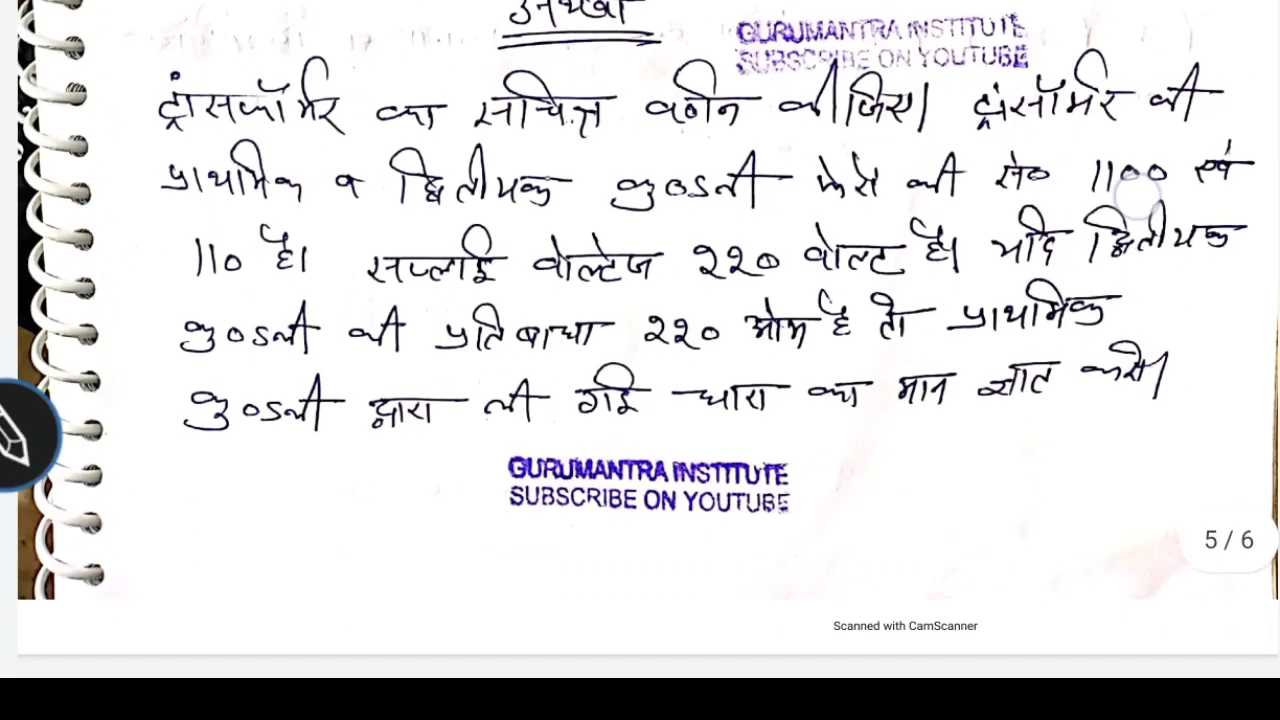 अथवा
GURUMANTRA INSTITUTE
SUBSCRIBE ON YOUTUBE
ट्रांसफॉर्मर का सचित्र वर्णन कीजिए। ट्रांसफॉर्मर की
प्राथमिक व द्वितीयक कुण्डली फेरो की सं० 1100 एवं
110 है। सप्लाई वोल्टेज २२० वोल्ट है। यदि द्वितीयक
कुण्डली की प्रतिबाधा २२० ओम है तो प्राथमिक
कुण्डली द्वारा ली गई धारा का मान ज्ञात करो।
GURUMANTRA INSTITUTE
SUBSCRIBE ON YOUTUBE
5 / 6
Scanned with CamScanner